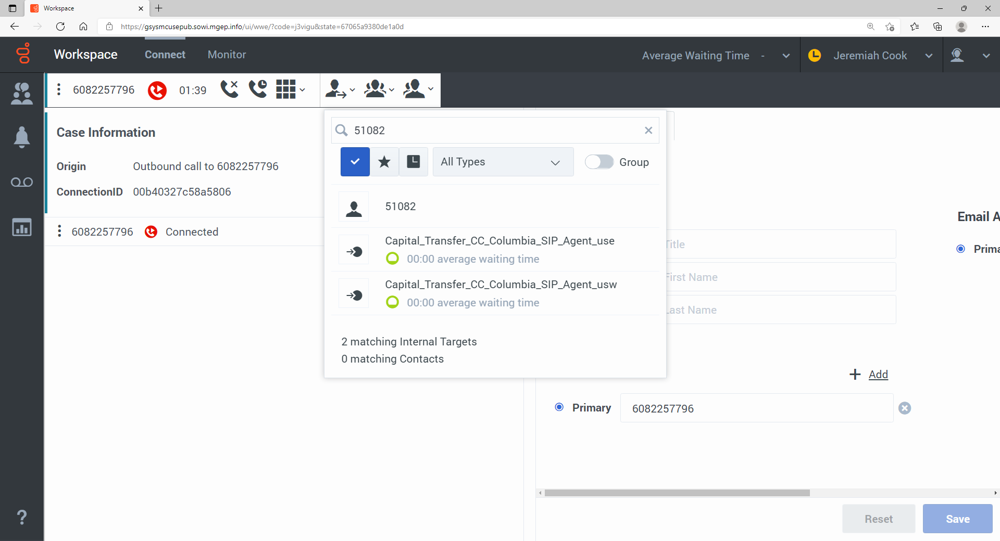 Workspace
https://gsysmcusepub.sowi.mgep.info/ui/wwe/?code=j3vigu&state=67065a9380de1a0d
Workspace
Connect
Monitor
Average Waiting Time -
Jeremiah Cook
6082257796
01:39
Case Information
Origin Outbound call to 6082257796
ConnectionID 00b40327c58a5806
6082257796 Connected
51082
All Types
Group
51082
Capital_Transfer_CC_Columbia_SIP_Agent_use
00:00 average waiting time
Capital_Transfer_CC_Columbia_SIP_Agent_usw
00:00 average waiting time
2 matching Internal Targets
0 matching Contacts
Title
First Name
Last Name
Email A
Prima
+ Add
Primary 6082257796
Reset
Save
?